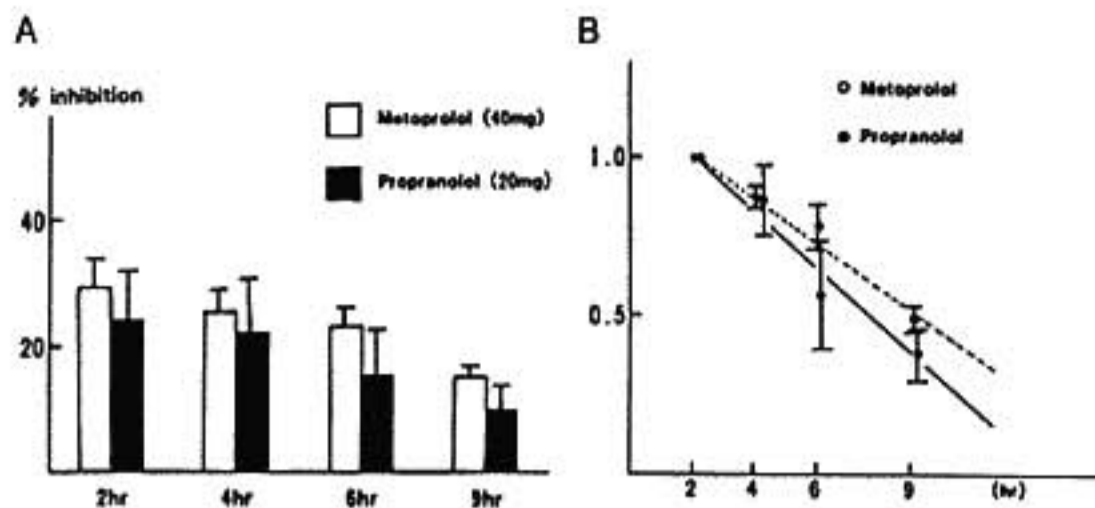 A
% inhibition
Metoprolol (40mg)
Propranolol (20mg)
40
20
2hr
4hr
6hr
9hr
B
Metoprolol
Propranolol
1.0
0.5
2
4
6
9
(hr)